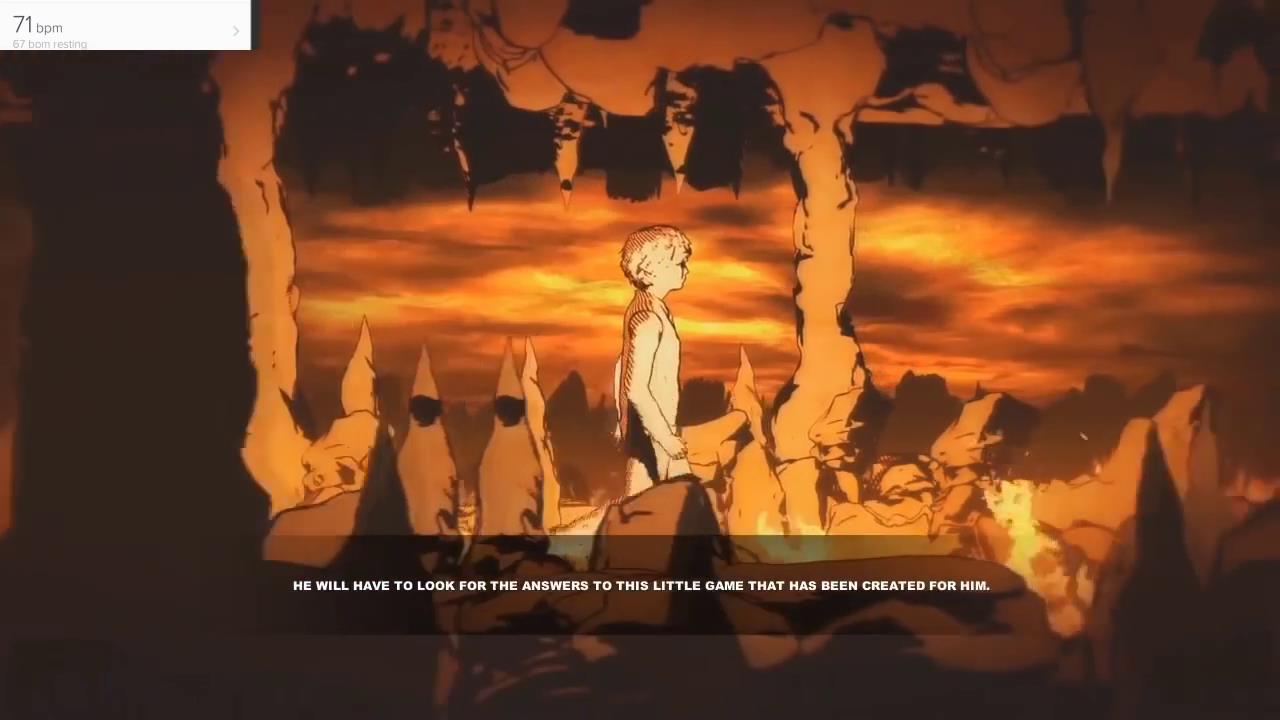 71 bpm
67 bpm resting
HE WILL HAVE TO LOOK FOR THE ANSWERS TO THIS LITTLE GAME THAT HAS BEEN CREATED FOR HIM.